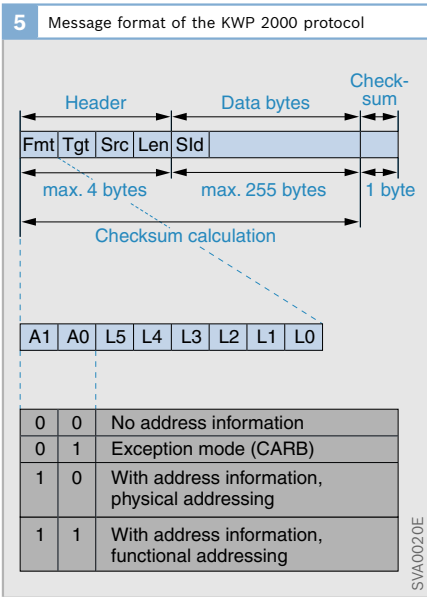 5 Message format of the KWP 2000 protocol
Check-
Header Data bytes sum
Fmt Tgt Src Len SId
max. 4 bytes max. 255 bytes 1 byte
Checksum calculation
A1 A0 L5 L4 L3 L2 L1 L0
0 0 No address information
0 1 Exception mode (CARB)
1 0 With address information,
physical addressing
1 1 With address information,
functional addressing
SVA0020E